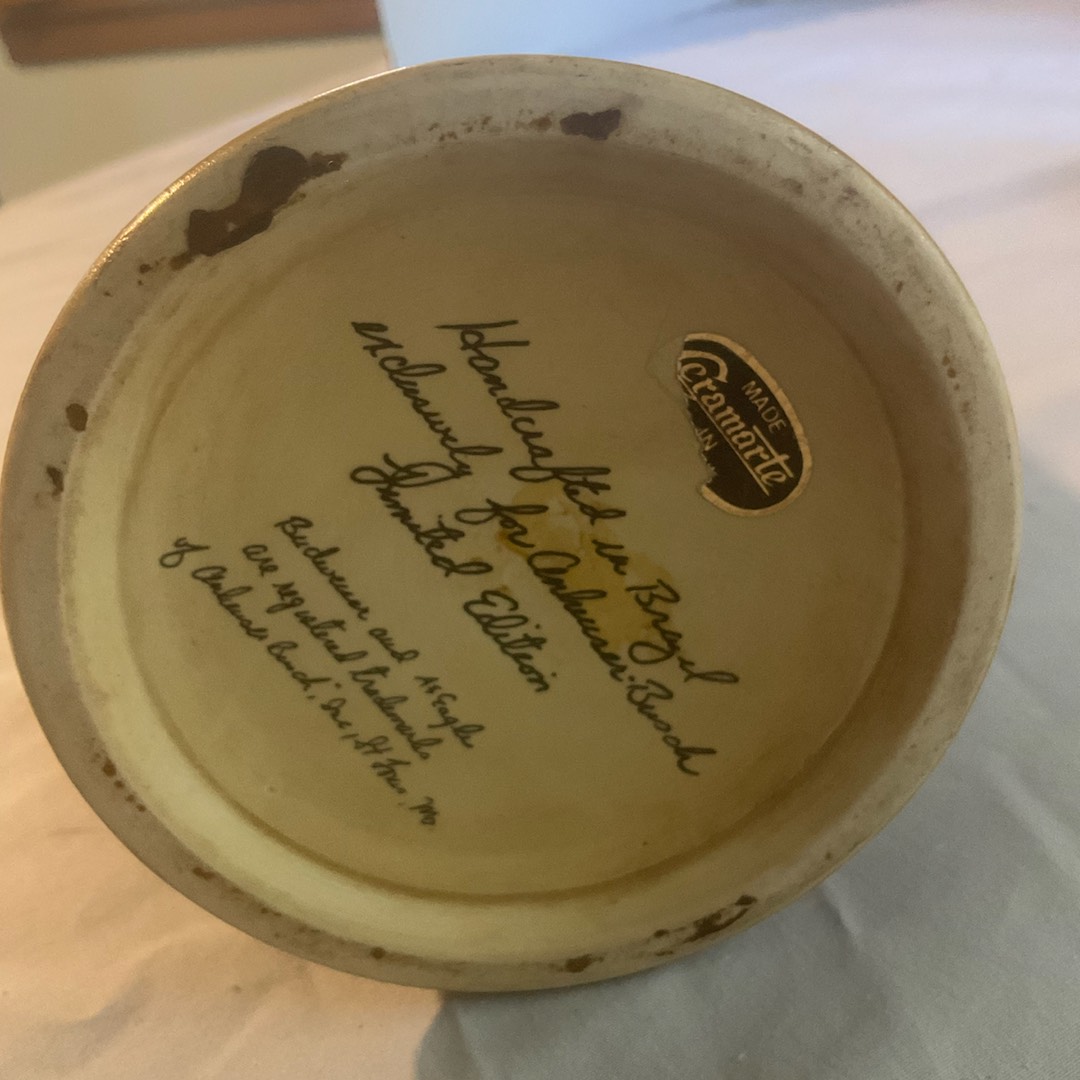 Handcrafted in Brazil
exclusively for Anheuser-Busch
Limited Edition
Budweiser and A&Eagle
are registered trademarks
of Anheuser Busch, Inc., St Louis, Mo
MADE
Ceramarte
IN